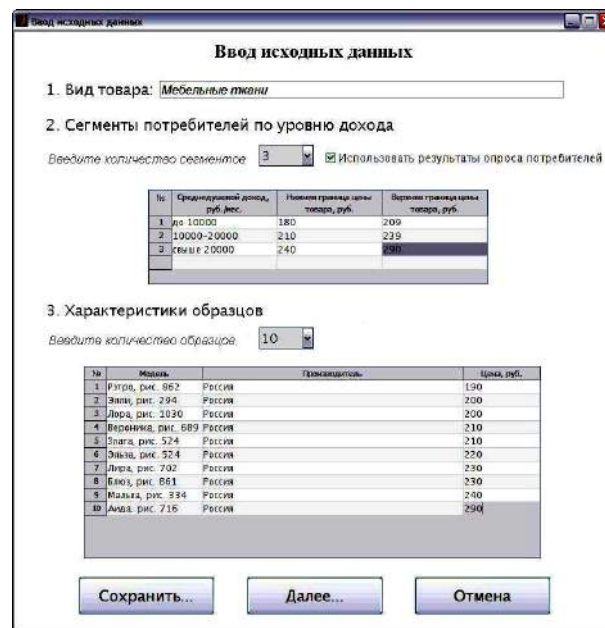 Ввод исходных данных
Ввод исходных данных
1. Вид товара: Мебельные ткани
2. Сегменты потребителей по уровню дохода
Введите количество сегментов 3 Использовать результаты опроса потребителей
№ Среднедушевой доход, руб./мес. Нижняя граница цены товара, руб. Верхняя граница цены товара, руб.
1 до 10000 180 209
2 10000-20000 210 239
3 свыше 20000 240 290
3. Характеристики образцов
Введите количество образцов 10
№ Модель Производитель Цена, руб.
1 рис. 862 Россия 190
2 Элли, рис. 294 Россия 200
3 Лора, рис. 1030 Россия 200
4 Вероника, рис. 689 Россия 210
5 Злата, рис. 524 Россия 210
6 Эльза, рис. 524 Россия 220
7 Лира, рис. 702 Россия 230
8 Блюз, рис. 861 Россия 230
9 рис. 334 Россия 240
10 Аида, рис. 716 Россия 290
Сохранить... Далее... Отмена